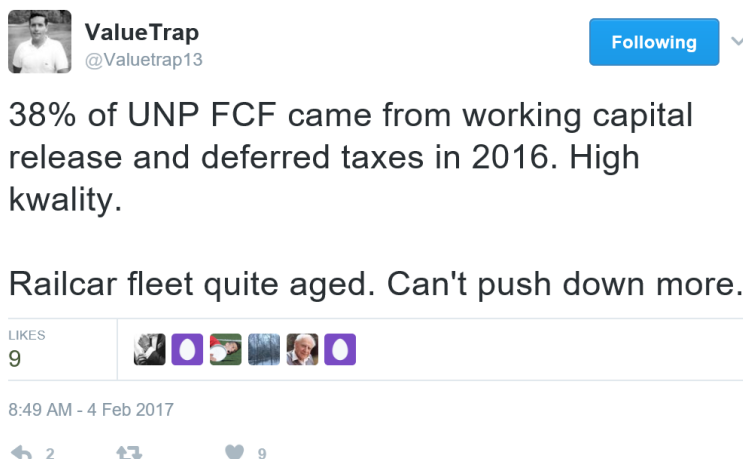 ValueTrap
@Valuetrap13
Following
38% of UNP FCF came from working capital
release and deferred taxes in 2016. High
kwality.
Railcar fleet quite aged. Can't push down more.
LIKES
9
8:49 AM - 4 Feb 2017
2
9